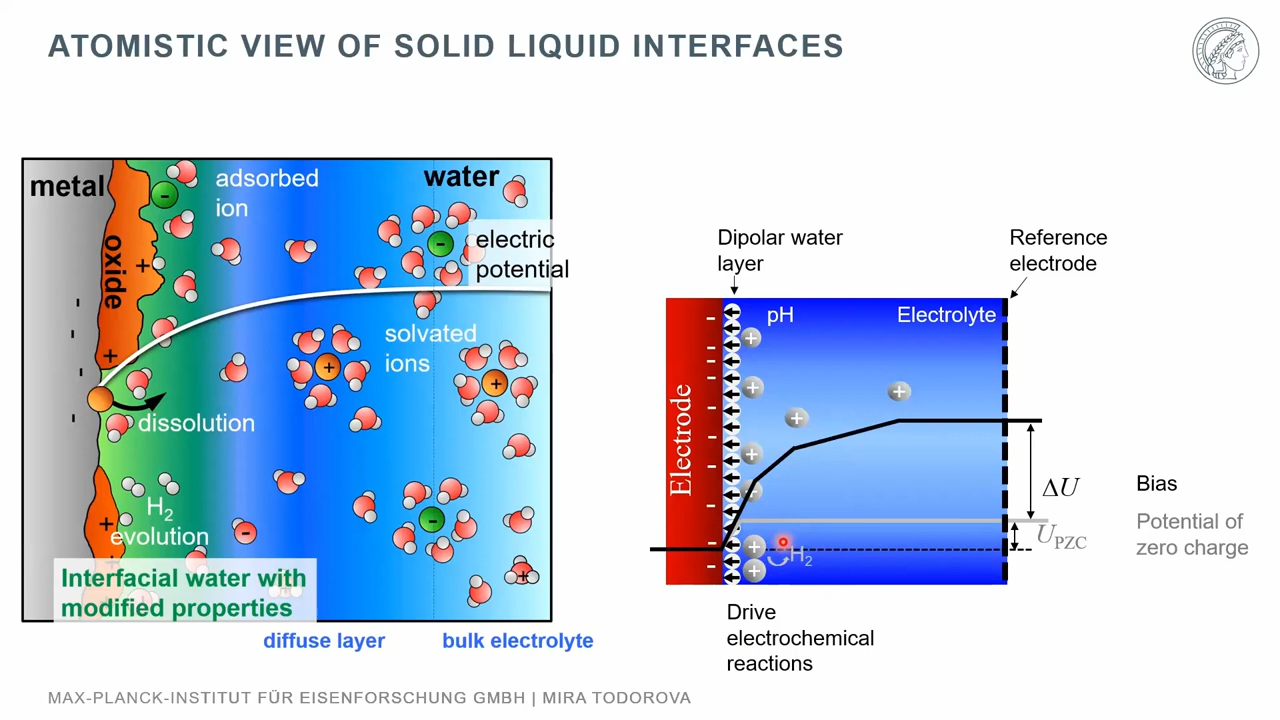 ATOMISTIC VIEW OF SOLID LIQUID INTERFACES
metal
oxide
adsorbed
ion
water
electric
potential
solvated
ions
dissolution
H2
evolution
Interfacial water with
modified properties
diffuse layer
bulk electrolyte
Dipolar water
layer
Reference
electrode
pH
Electrolyte
Electrode
ΔU
Bias
UPZC
Potential of
zero charge
H2
Drive
electrochemical
reactions
MAX-PLANCK-INSTITUT FÜR EISENFORSCHUNG GMBH | MIRA TODOROVA